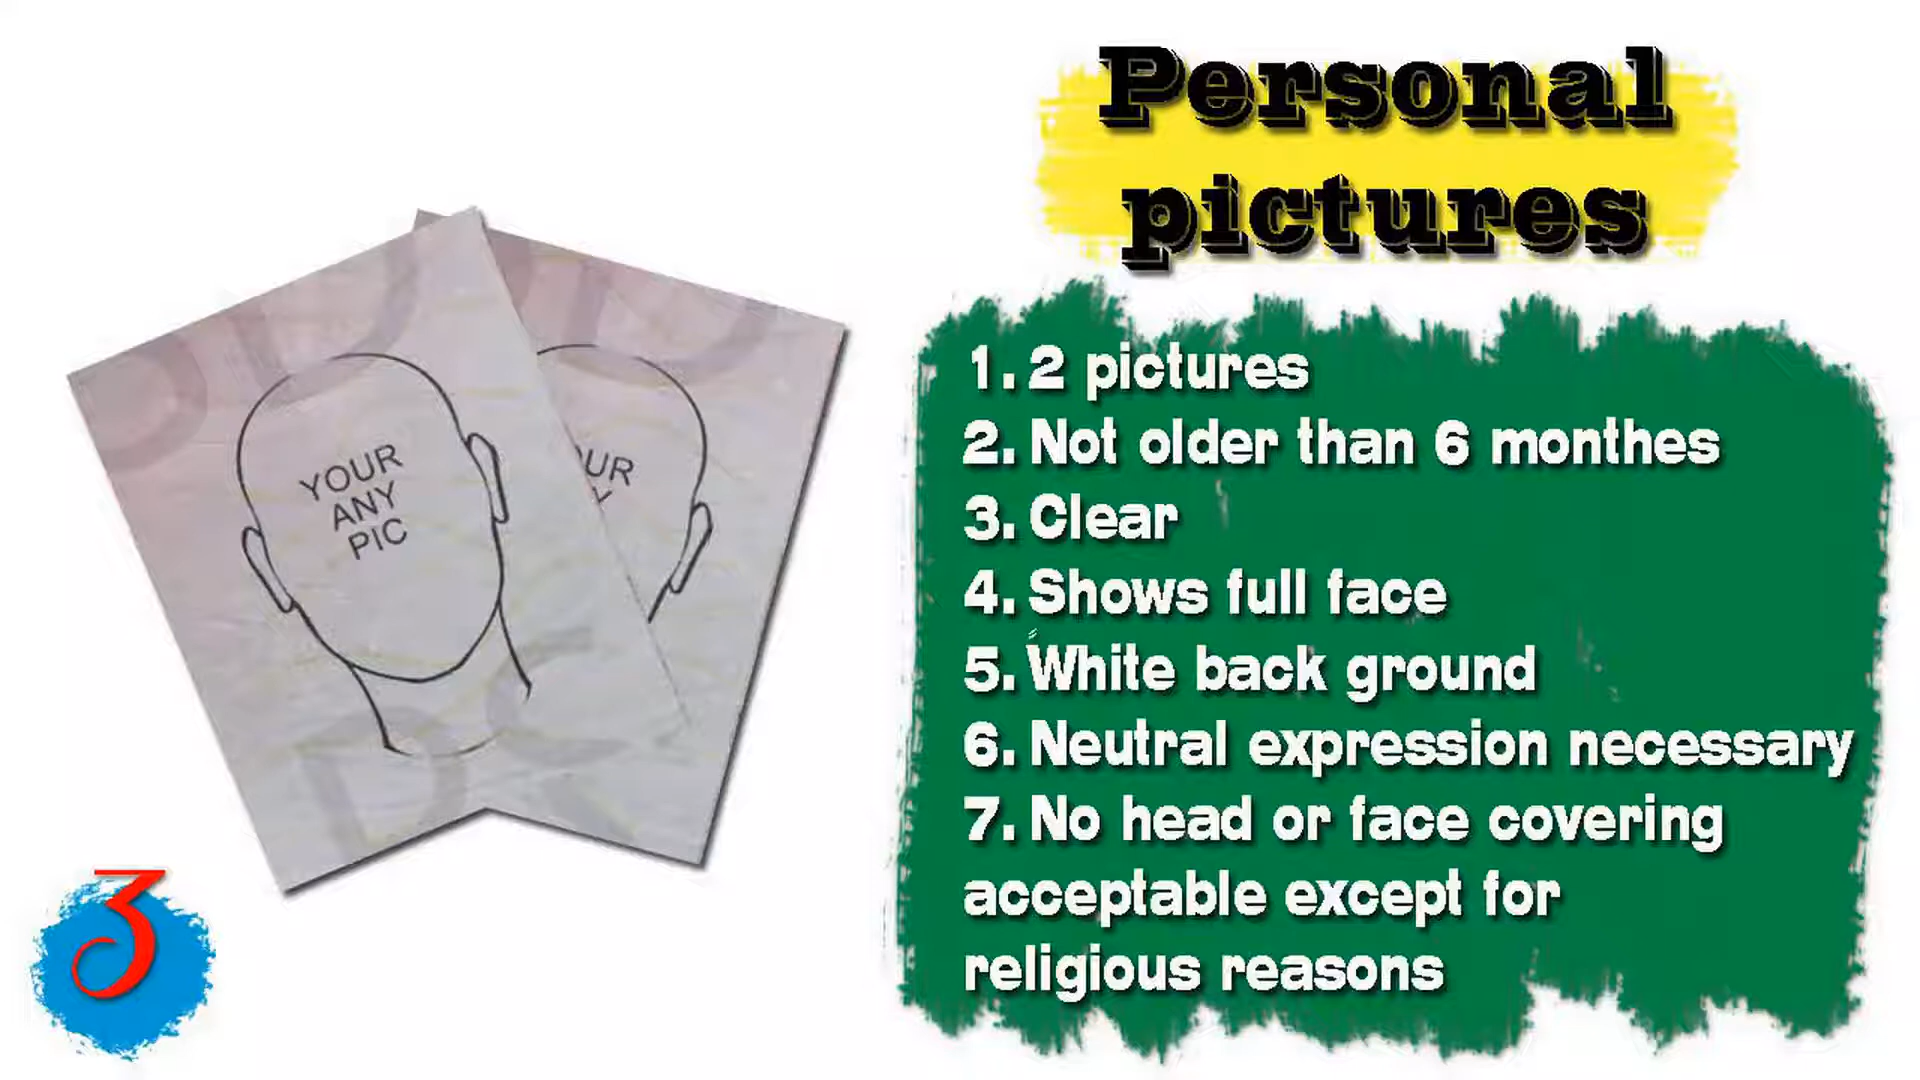 Personal
pictures
YOUR
ANY
PIC
UR
1. 2 pictures
2. Not older than 6 monthes
3. Clear
4. Shows full face
5. White back ground
6. Neutral expression necessary
7. No head or face covering
acceptable except for
religious reasons
3